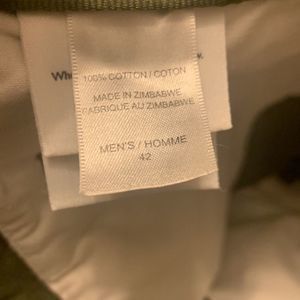 100% COTTON / COTON
MADE IN ZIMBABWE
FABRIQUE AU ZIMBABWE
MEN'S / HOMME
42